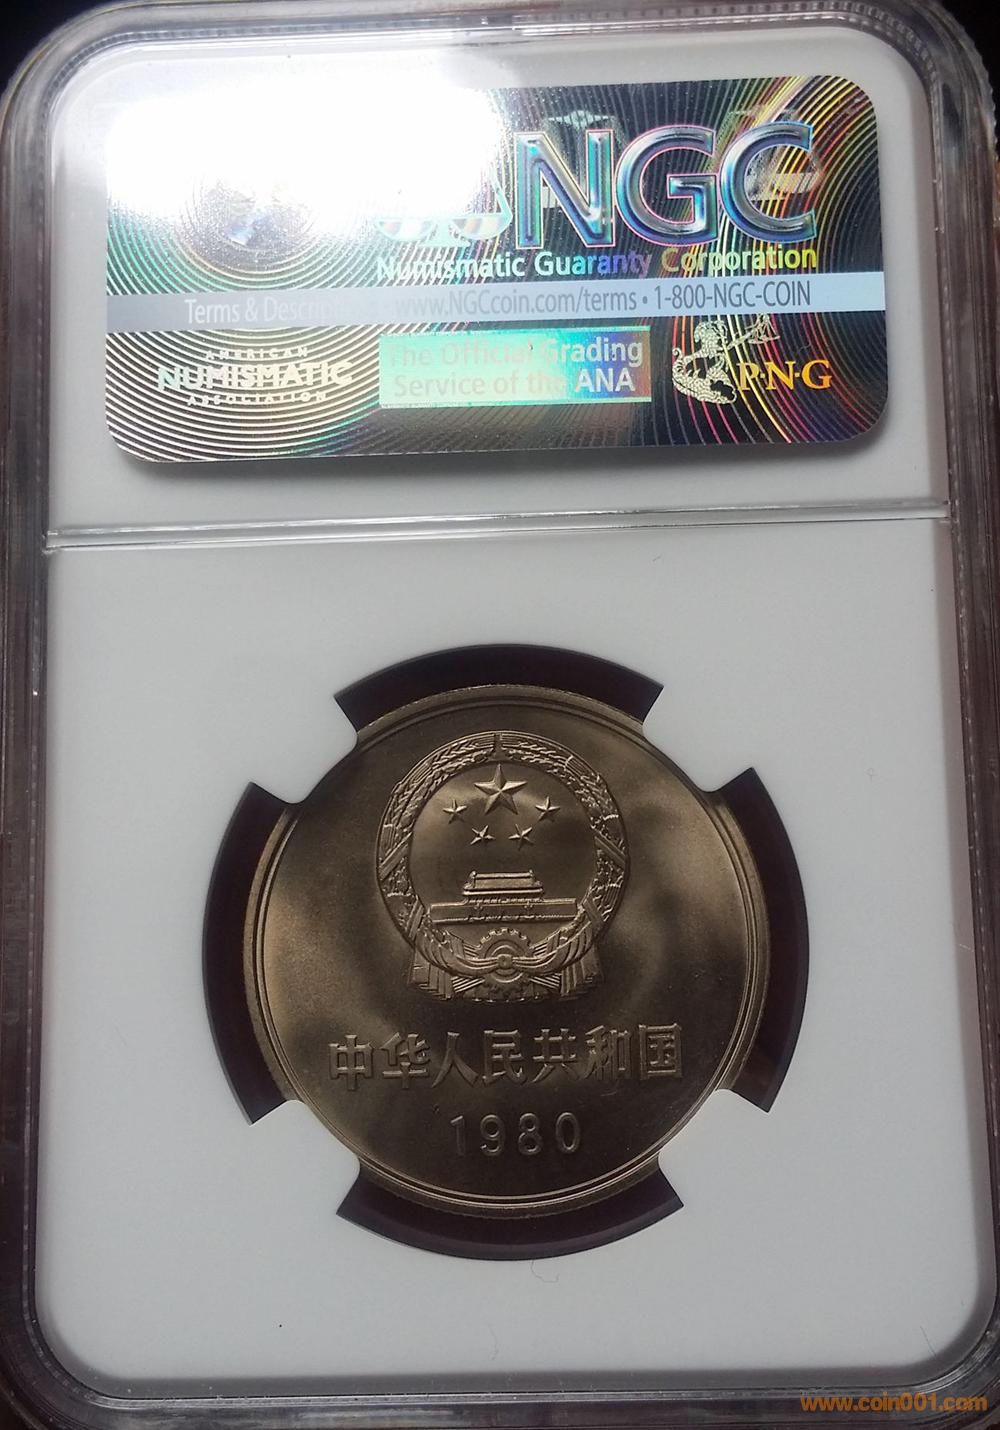 NGC
Numismatic Guaranty Corporation
Terms & www.NGCcoin.com/terms • 1-800-NGC-COIN
AMERICAN
NUMISMATIC
ASSOCIATION
The Official Grading
Service of the ANA
P·N·G
中华人民共和国
1980
www.coin001.com